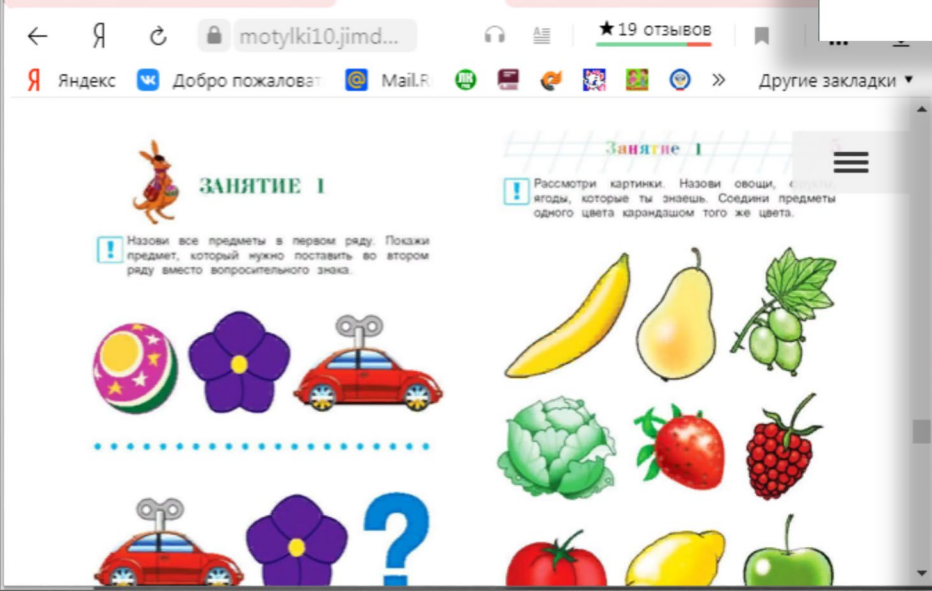 motylki10.jimd...
★19 отзывов
Яндекс
Добро пожаловат
Mail.R
»
Другие закладки
ЗАНЯТИЕ 1
! Назови все предметы в первом ряду. Покажи
предмет, который нужно поставить во втором
ряду вместо вопросительного знака.
?
Занятие 1
! Рассмотри картинки. Назови овощи, фрукты,
ягоды, которые ты знаешь. Соедини предметы
одного цвета карандашом того же цвета.